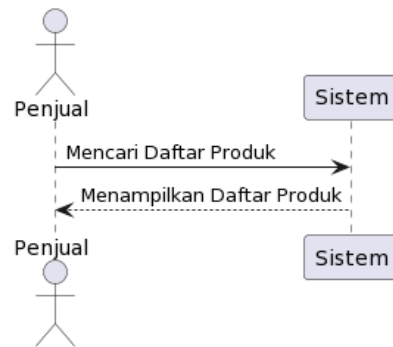 Penjual
Sistem
Mencari Daftar Produk
Menampilkan Daftar Produk
Penjual
Sistem